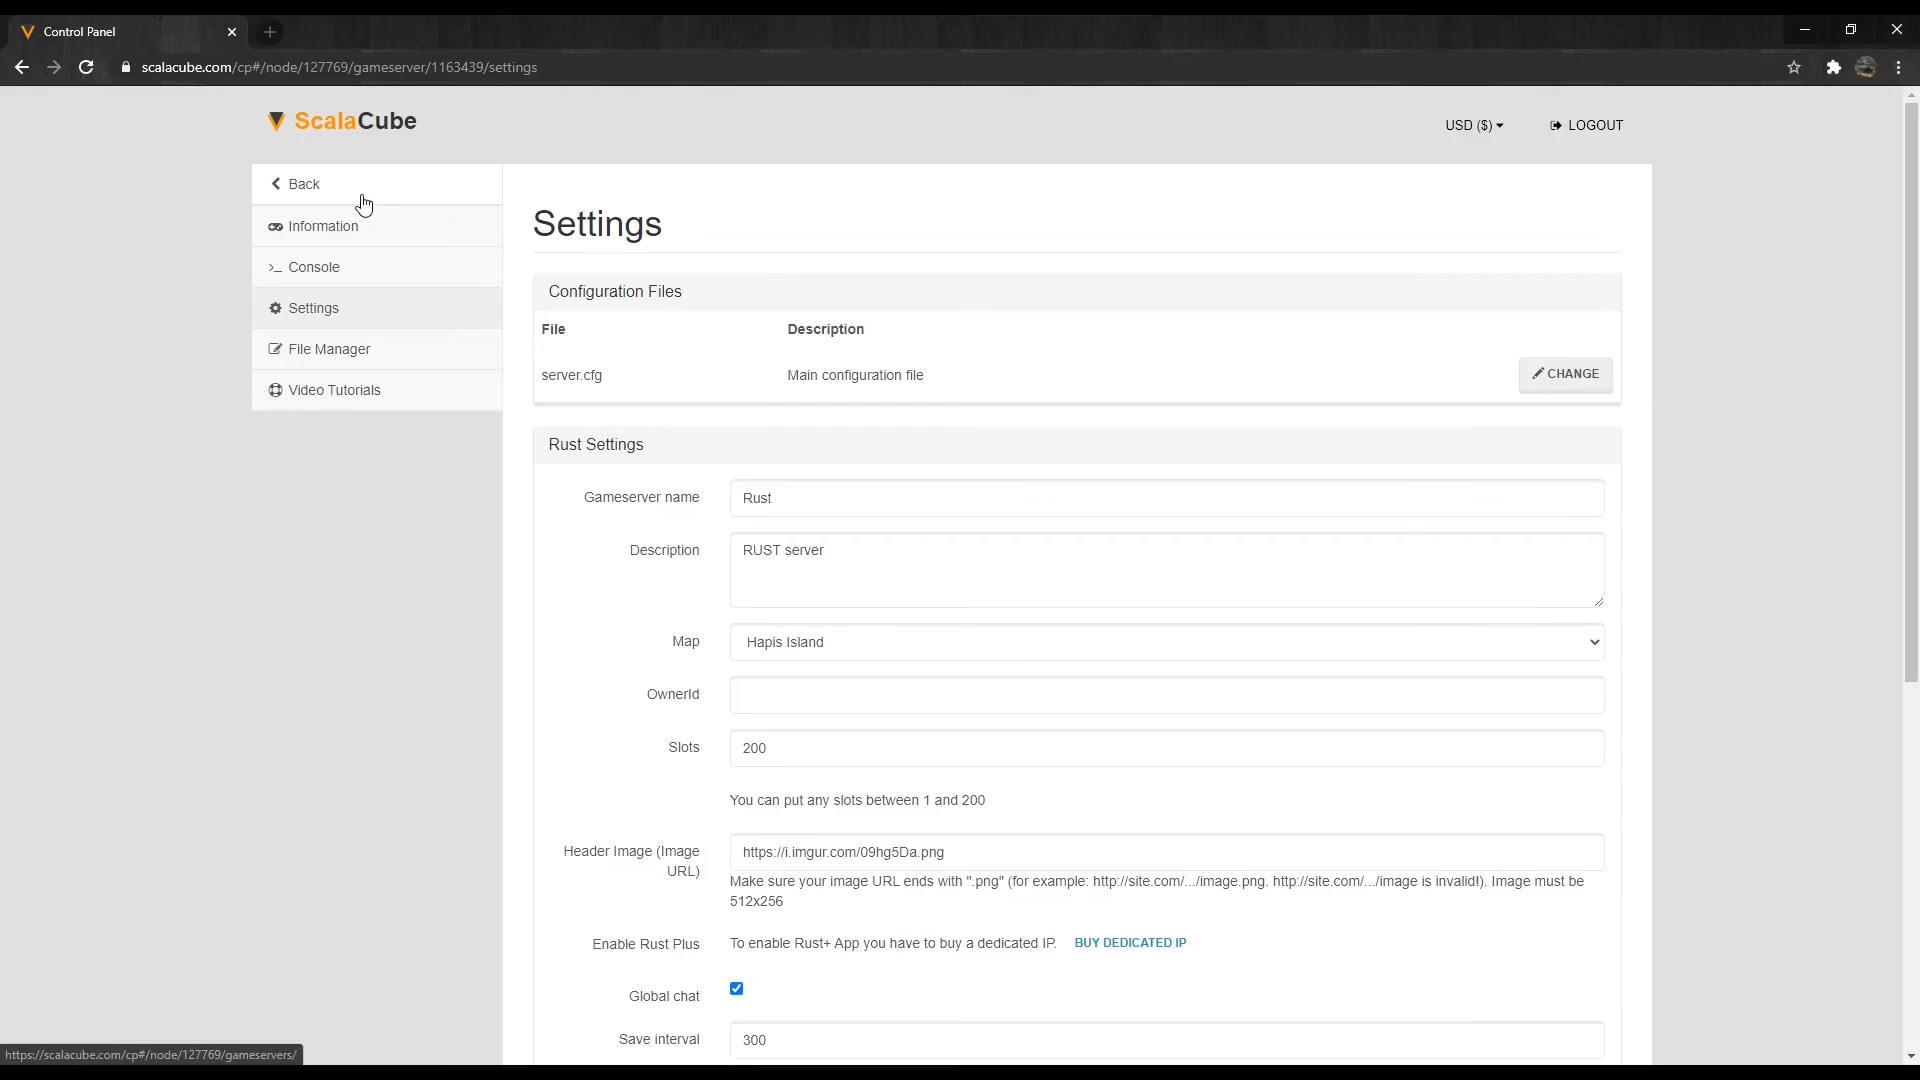 Control Panel
scalacube.com/cp#/node/127769/gameserver/1163439/settings
ScalaCube
USD ($)
LOGOUT
Back
Information
Console
Settings
File Manager
Video Tutorials
Settings
Configuration Files
File Description
server.cfg Main configuration file CHANGE
Rust Settings
Gameserver name Rust
Description RUST server
Map Hapis Island
OwnerId
Slots 200
You can put any slots between 1 and 200
Header Image (Image URL) https://i.imgur.com/09hg5Da.png
Make sure your image URL ends with ".png" (for example: http://site.com/.../image.png. http://site.com/.../image is invalid!). Image must be
512x256
Enable Rust Plus To enable Rust+ App you have to buy a dedicated IP. BUY DEDICATED IP
Global chat
Save interval 300
https://scalacube.com/cp#/node/127769/gameservers/